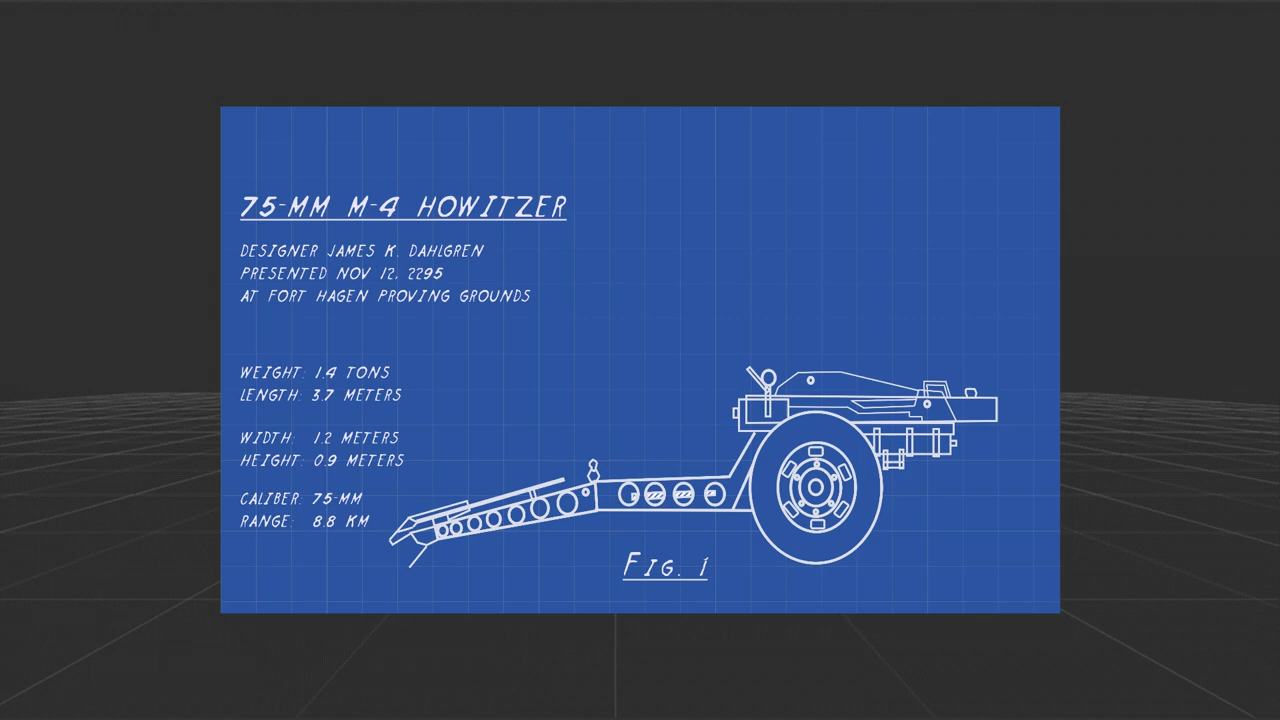 75-MM M-4 HOWITZER
DESIGNER JAMES K. DAHLGREN
PRESENTED NOV 12, 2295
AT FORT HAGEN PROVING GROUNDS
WEIGHT: 1.4 TONS
LENGTH: 3.7 METERS
WIDTH: 1.2 METERS
HEIGHT: 0.9 METERS
CALIBER: 75-MM
RANGE: 8.8 KM
FIG. 1